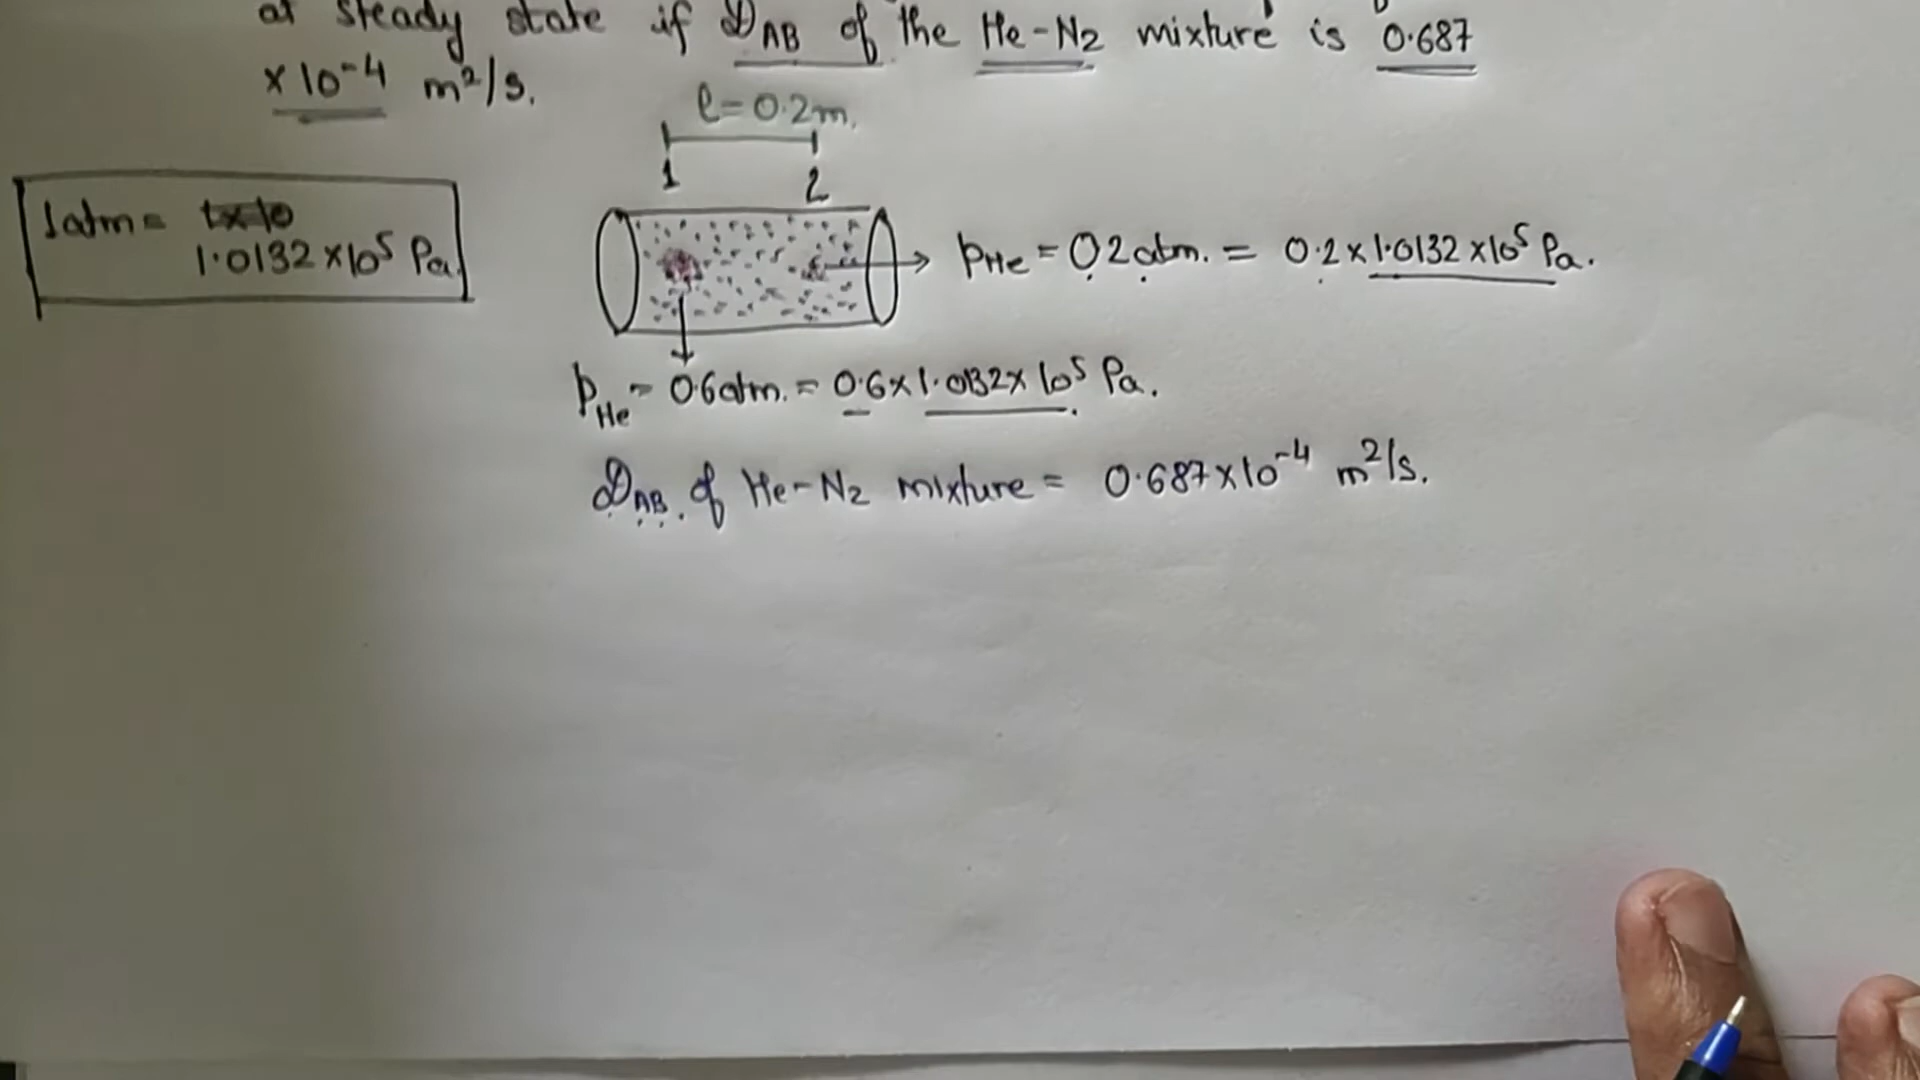 at steady state if DAB of the He-N2 mixture is 0.687
×10⁻⁴ m²/s.
l=0.2m.
1 2
1atm = 1×10
1.0132×10⁵ Pa
pHe = 0.2 atm. = 0.2×1.0132×10⁵ Pa.
pHe = 0.6atm. = 0.6×1.0132×10⁵ Pa.
DAB. of He-N2 mixture = 0.687×10⁻⁴ m²/s.